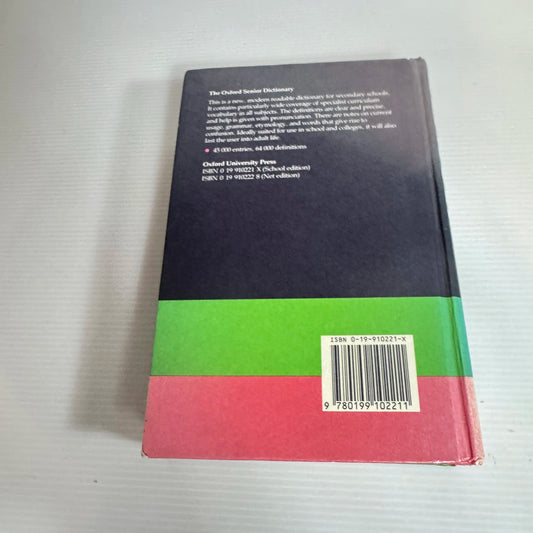 The Oxford Senior Dictionary
This is a new, modern readable dictionary for secondary schools.
It contains particularly wide coverage of specialist curriculum
vocabulary in all subjects. The definitions are clear and precise,
and help is given with pronunciation. There are notes on current
usage, grammar, etymology, and words that give rise to
confusion. Ideally suited for use in school and colleges, it will also
last the user into adult life.
• 43 000 entries, 64 000 definitions
Oxford University Press
ISBN 0 19 910221 X (School edition)
ISBN 0 19 910222 8 (Net edition)
ISBN 0-19-910221-X
9 780199 102211